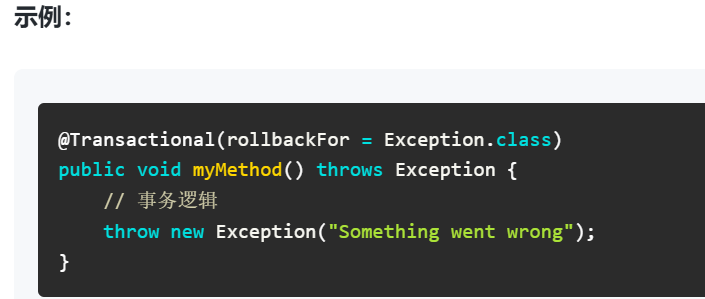 示例：
@Transactional(rollbackFor = Exception.class)
public void myMethod() throws Exception {
    // 事务逻辑
    throw new Exception("Something went wrong");
}